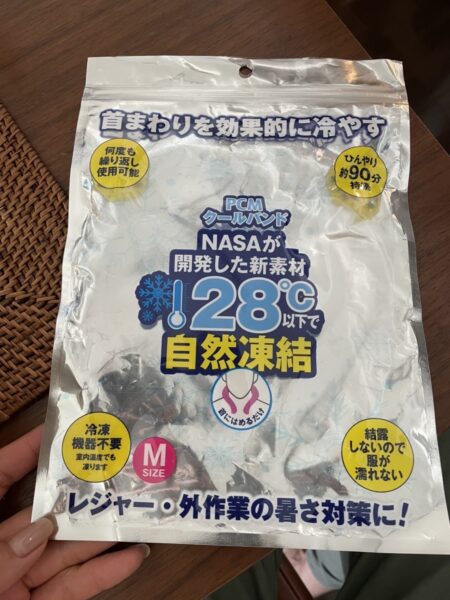 首まわりを効果的に冷やす
何度も
繰り返し
使用可能
ひんやり
約90分
持続
PCM
クールバンド
NASAが
開発した新素材
28℃
以下で
自然凍結
首にはめるだけ
冷凍
機器不要
室内温度でも
凍ります
M
SIZE
結露
しないので
服が
濡れない
レジャー・外作業の暑さ対策に!